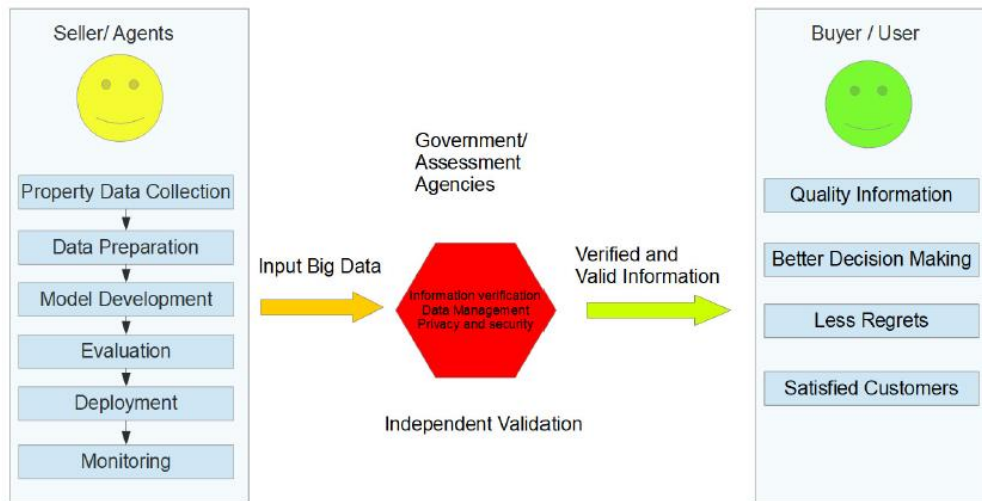 Seller/ Agents
Property Data Collection
Data Preparation
Model Development
Evaluation
Deployment
Monitoring
Input Big Data
Government/
Assessment
Agencies
Information verification
Data Management
Privacy and security
Independent Validation
Verified and
Valid Information
Buyer / User
Quality Information
Better Decision Making
Less Regrets
Satisfied Customers